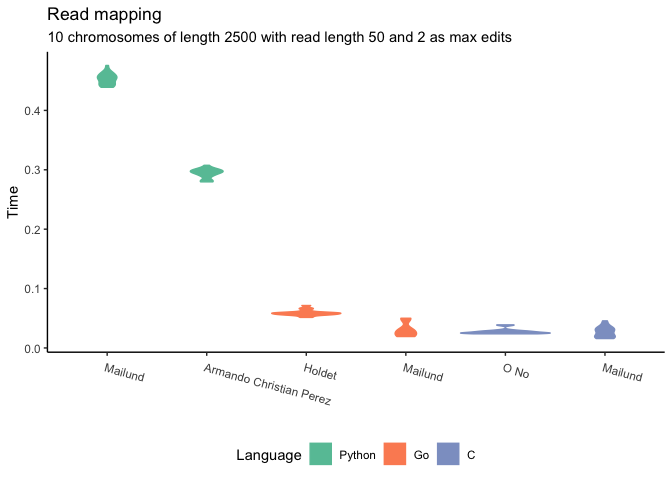 Read mapping
10 chromosomes of length 2500 with read length 50 and 2 as max edits
Time
0.4
0.3
0.2
0.1
0.0
Mailund
Armando Christian Perez
Holdet
Mailund
O No
Mailund
Language Python Go C